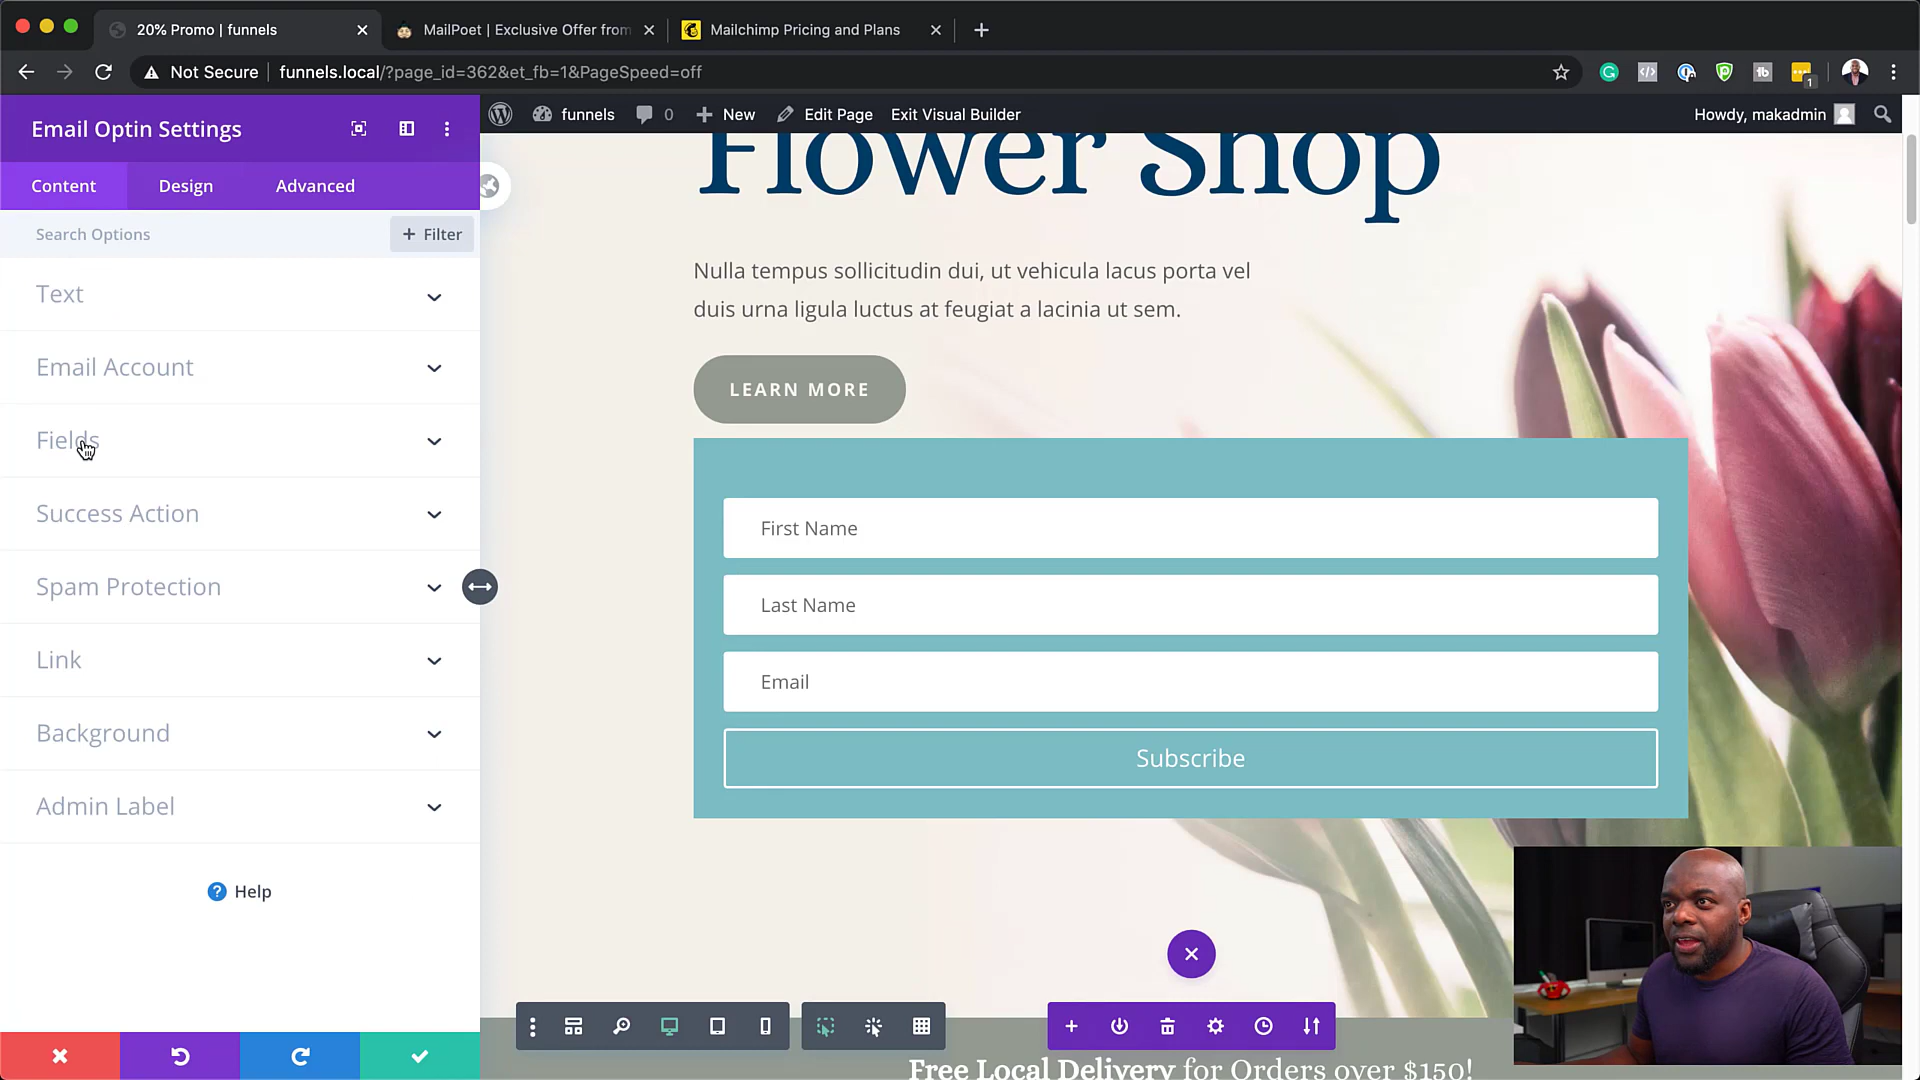 20% Promo | funnels
MailPoet | Exclusive Offer from
Mailchimp Pricing and Plans
Not Secure
funnels.local/?page_id=362&et_fb=1&PageSpeed=off
1
Email Optin Settings
funnels
0
New
Edit Page
Exit Visual Builder
Howdy, makadmin
Content
Design
Advanced
Search Options
+ Filter
Text
Email Account
Fields
Success Action
Spam Protection
Link
Background
Admin Label
? Help
Flower Shop
Nulla tempus sollicitudin dui, ut vehicula lacus porta vel
duis urna ligula luctus at feugiat a lacinia ut sem.
LEARN MORE
First Name
Last Name
Email
Subscribe
Free Local Delivery for Orders over $150!